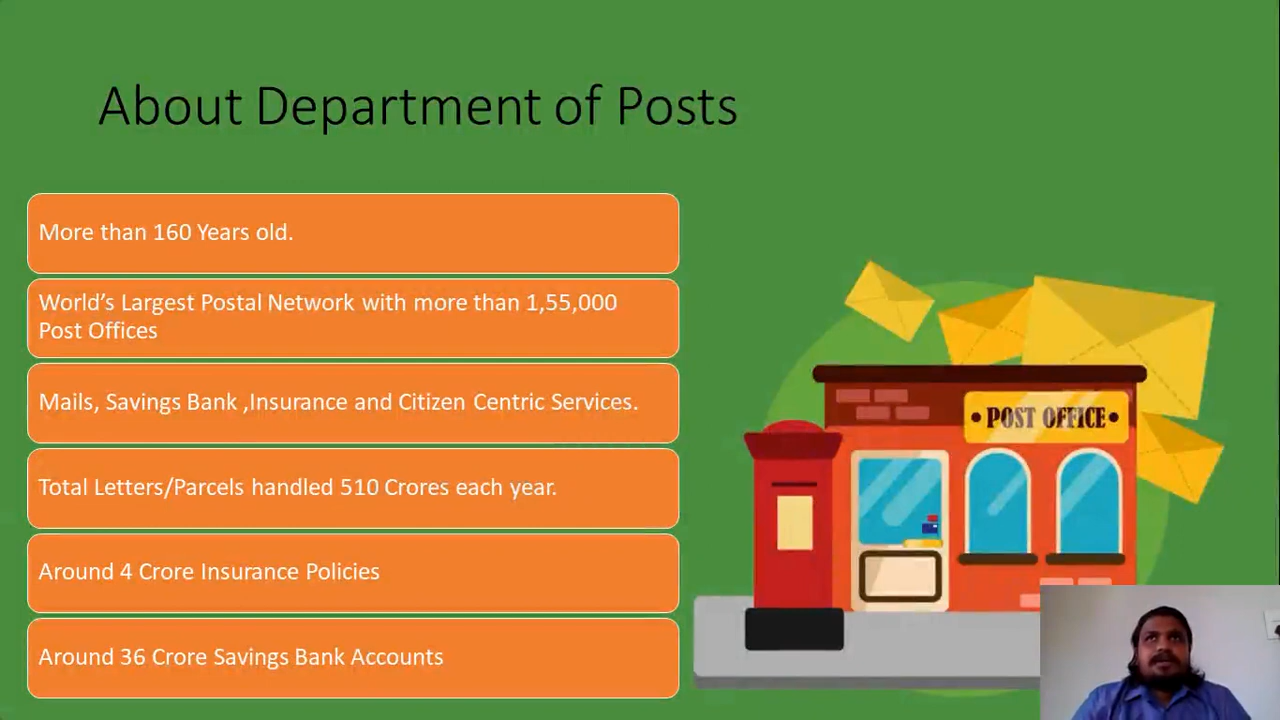 About Department of Posts
More than 160 Years old.
World’s Largest Postal Network with more than 1,55,000
Post Offices
Mails, Savings Bank ,Insurance and Citizen Centric Services.
Total Letters/Parcels handled 510 Crores each year.
Around 4 Crore Insurance Policies
Around 36 Crore Savings Bank Accounts
• POST OFFICE •